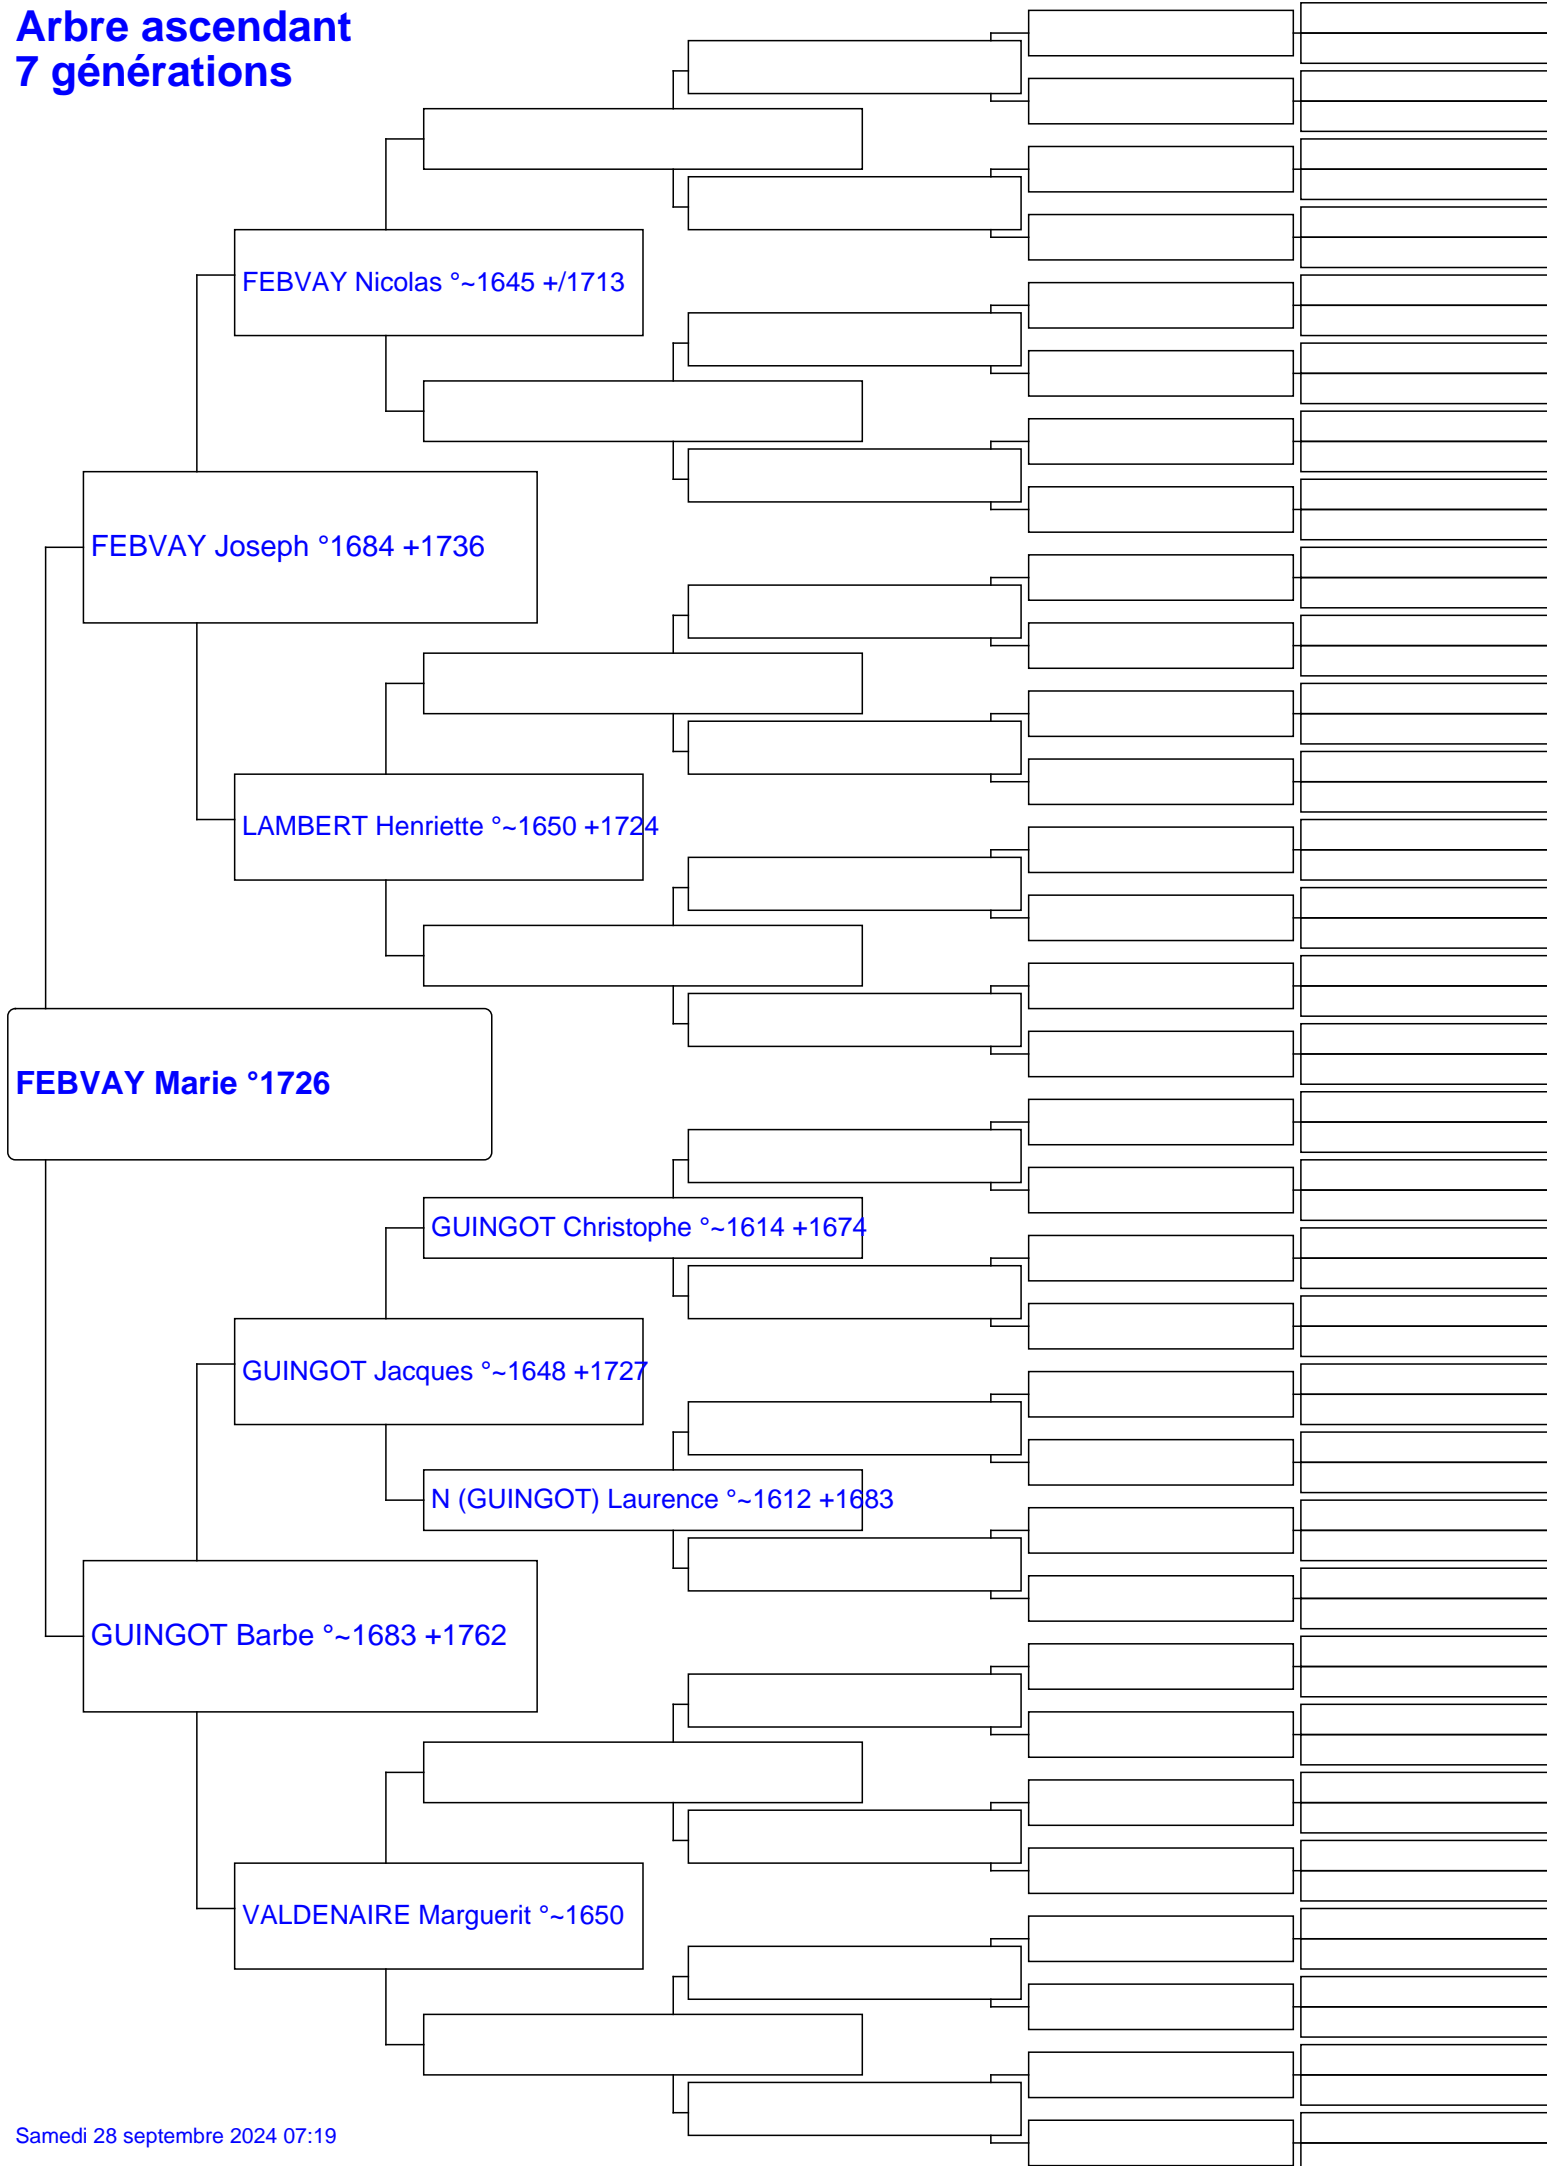 Arbre ascendant
7 générations
FEBVAY Nicolas °~1645 +/1713
FEBVAY Joseph °1684 +1736
LAMBERT Henriette °~1650 +1724
FEBVAY Marie °1726
GUINGOT Christophe °~1614 +1674
GUINGOT Jacques °~1648 +1727
N (GUINGOT) Laurence °~1612 +1683
GUINGOT Barbe °~1683 +1762
VALDENAIRE Marguerit °~1650
Samedi 28 septembre 2024 07:19